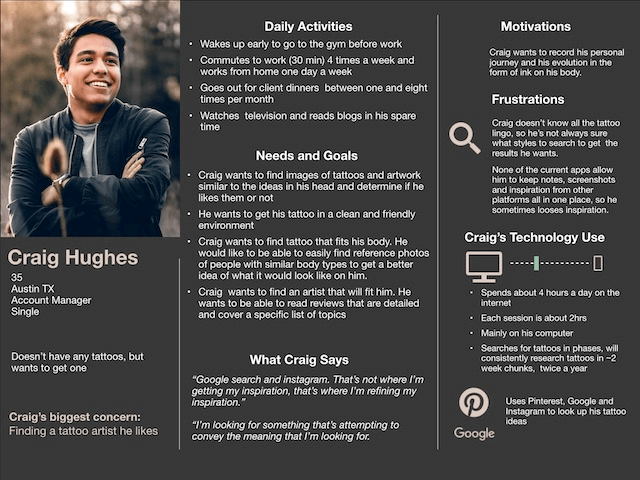 Craig Hughes
35
Austin TX
Account Manager
Single
Doesn't have any tattoos, but
wants to get one
Craig's biggest concern:
Finding a tattoo artist he likes
Daily Activities
• Wakes up early to go to the gym before work
• Commutes to work (30 min) 4 times a week and
works from home one day a week
• Goes out for client dinners between one and eight
times per month
• Watches television and reads blogs in his spare
time
Needs and Goals
• Craig wants to find images of tattoos and artwork
similar to the ideas in his head and determine if he
likes them or not
• He wants to get his tattoo in a clean and friendly
environment
• Craig wants to find tattoo that fits his body. He
would like to be able to easily find reference photos
of people with similar body types to get a better
idea of what it would look like on him.
• Craig wants to find an artist that will fit him. He
wants to be able to read reviews that are detailed
and cover a specific list of topics
What Craig Says
“Google search and instagram. That's not where I'm
getting my inspiration, that's where I'm refining my
inspiration.”
“I'm looking for something that's attempting to
convey the meaning that I'm looking for.
Motivations
Craig wants to record his personal
journey and his evolution in the
form of ink on his body.
Frustrations
Craig doesn't know all the tattoo
lingo, so he's not always sure
what styles to search to get the
results he wants.
None of the current apps allow
him to keep notes, screenshots
and inspiration from other
platforms all in one place, so he
sometimes looses inspiration.
Craig's Technology Use
• Spends about 4 hours a day on the
internet
• Each session is about 2hrs
• Mainly on his computer
• Searches for tattoos in phases, will
consistently research tattoos in ~2
week chunks, twice a year
Uses Pinterest, Google and
Instagram to look up his tattoo
ideas
Google